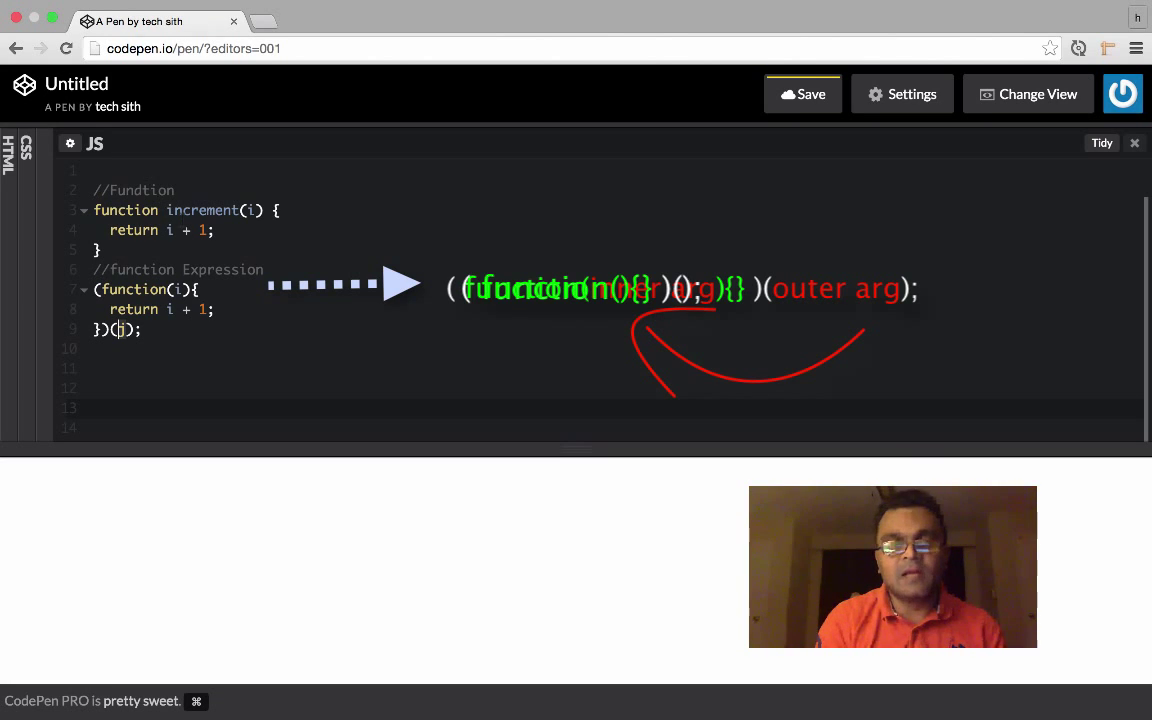 A Pen by tech sith
h
codepen.io/pen/?editors=001
Untitled
A PEN BY tech sith
Save
Settings
Change View
HTML
CSS
JS
Tidy
1
2 //Fundtion
3 function increment(i) {
4 return i + 1;
5 }
6 //function Expression
7 (function(i){
8 return i + 1;
9 })(j);
10
11
12
13
14
( function(inner arg){} )(outer arg);
( function(){} )();
CodePen PRO is pretty sweet. ⌘